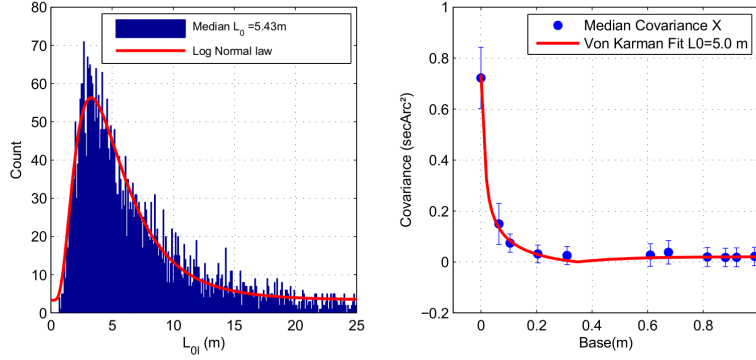 Median L0 =5.43m
Log Normal law
80
70
60
50
40
30
20
10
0
Count
0 5 10 15 20 25
L0l (m)
Median Covariance X
Von Karman Fit L0=5.0 m
1
0.8
0.6
0.4
0.2
0
−0.2
Covariance (secArc²)
0 0.2 0.4 0.6 0.8
Base(m)